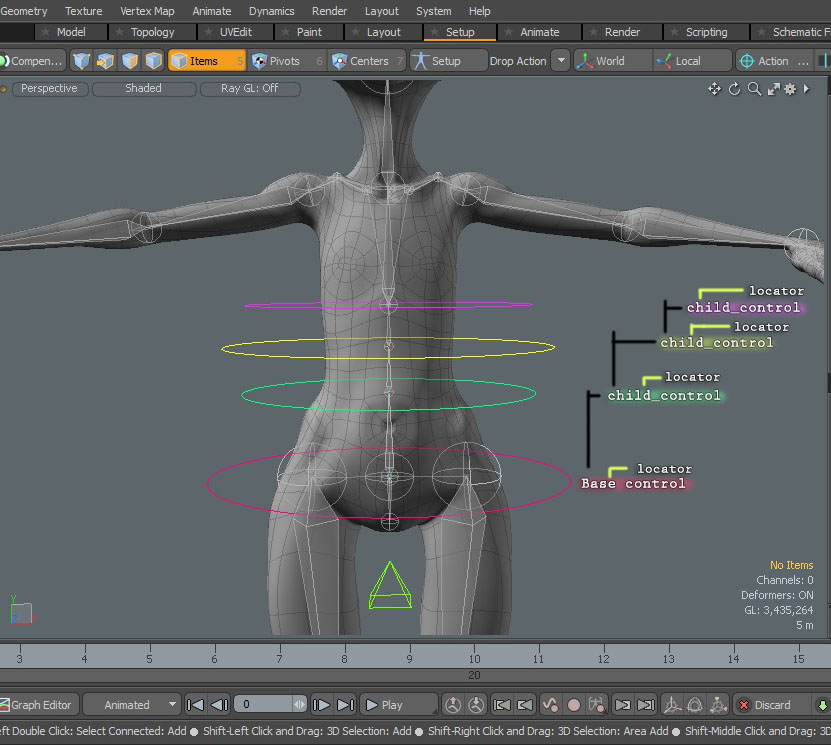 Geometry Texture Vertex Map Animate Dynamics Render Layout System Help
Model Topology UVEdit Paint Layout Setup Animate Render Scripting Schematic F
Compen... Items 5 Pivots 6 Centers 7 Setup Drop Action World Local Action ...
Perspective Shaded Ray GL: Off
locator
child_control
locator
child_control
locator
child_control
locator
Base control
No Items
Channels: 0
Deformers: ON
GL: 3,435,264
5 m
Y
3 4 5 6 7 8 9 10 11 12 13 14 15
20
Graph Editor Animated 0 Play Discard
eft Double Click: Select Connected: Add ● Shift-Left Click and Drag: 3D Selection: Add ● Shift-Right Click and Drag: 3D Selection: Area Add ● Shift-Middle Click and Drag: 3D